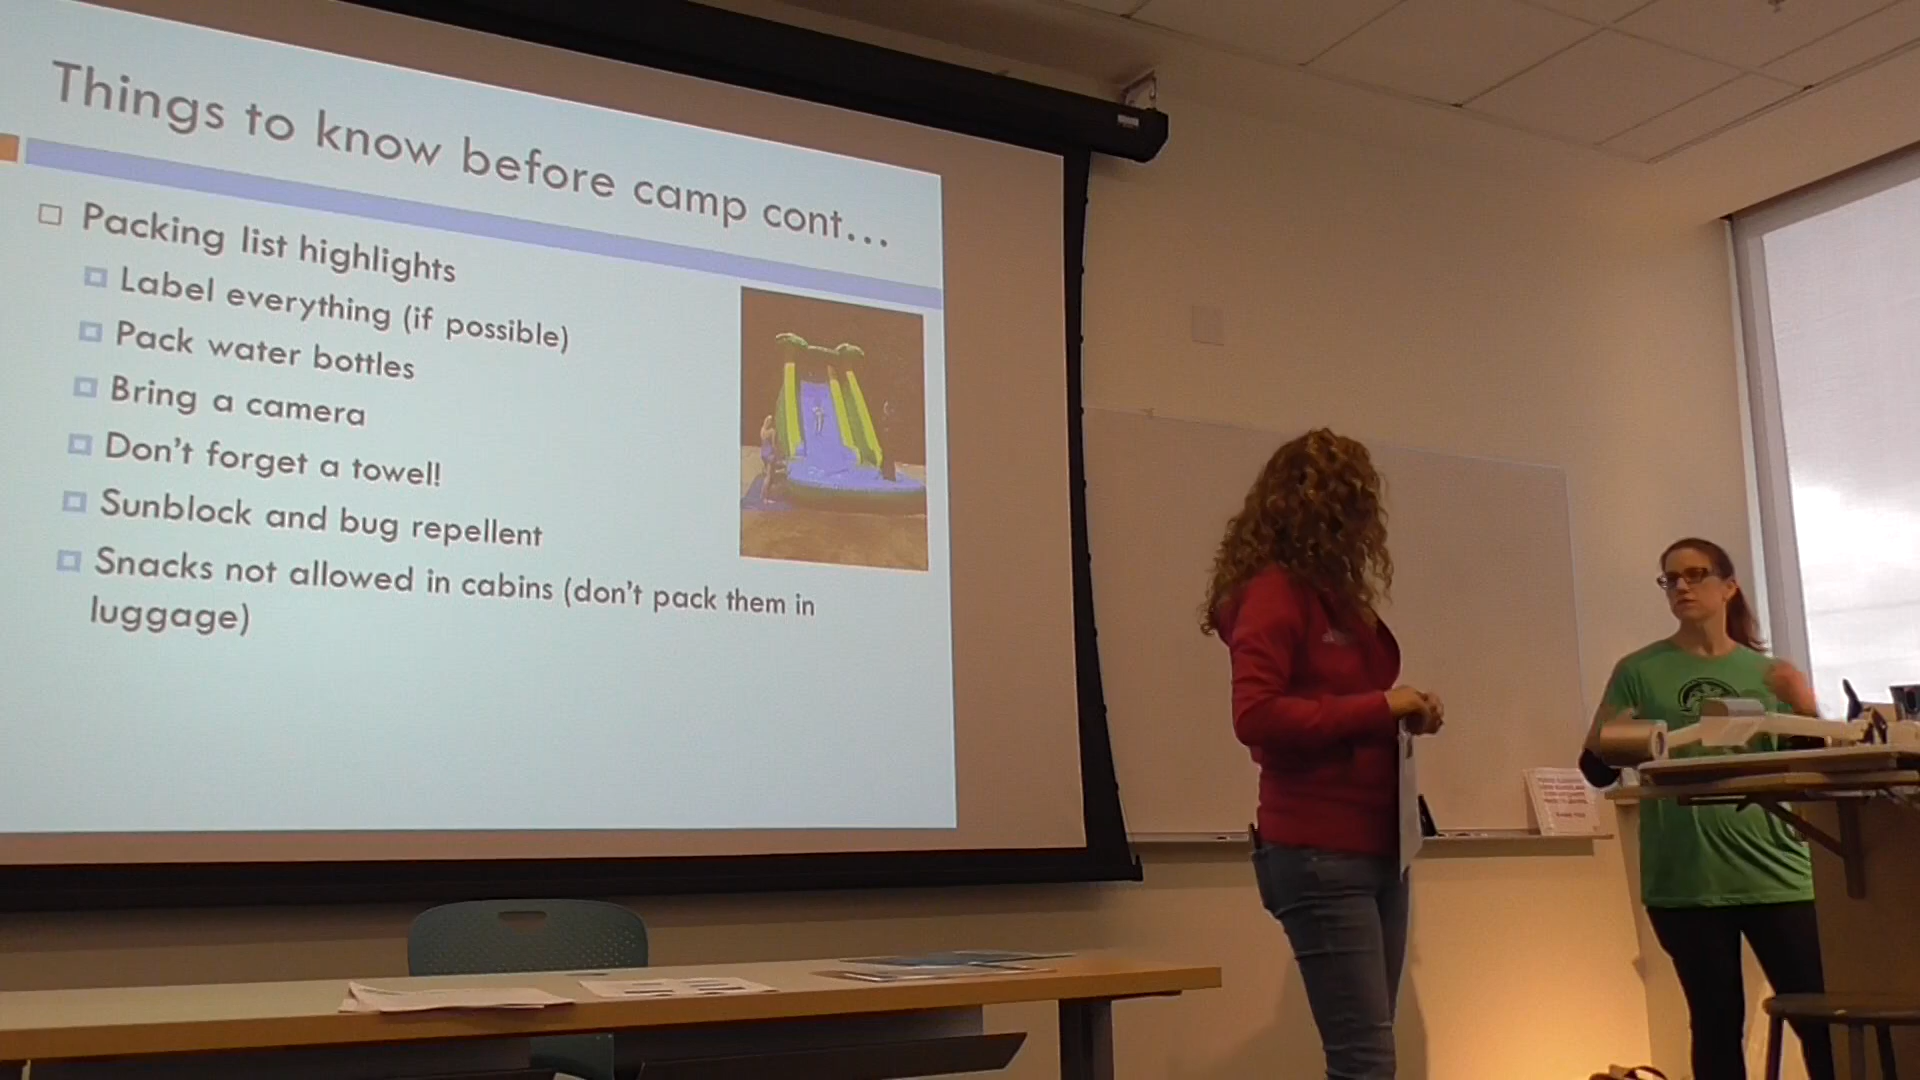 Things to know before camp cont...
Packing list highlights
Label everything (if possible)
Pack water bottles
Bring a camera
Don't forget a towel!
Sunblock and bug repellent
Snacks not allowed in cabins (don't pack them in
luggage)